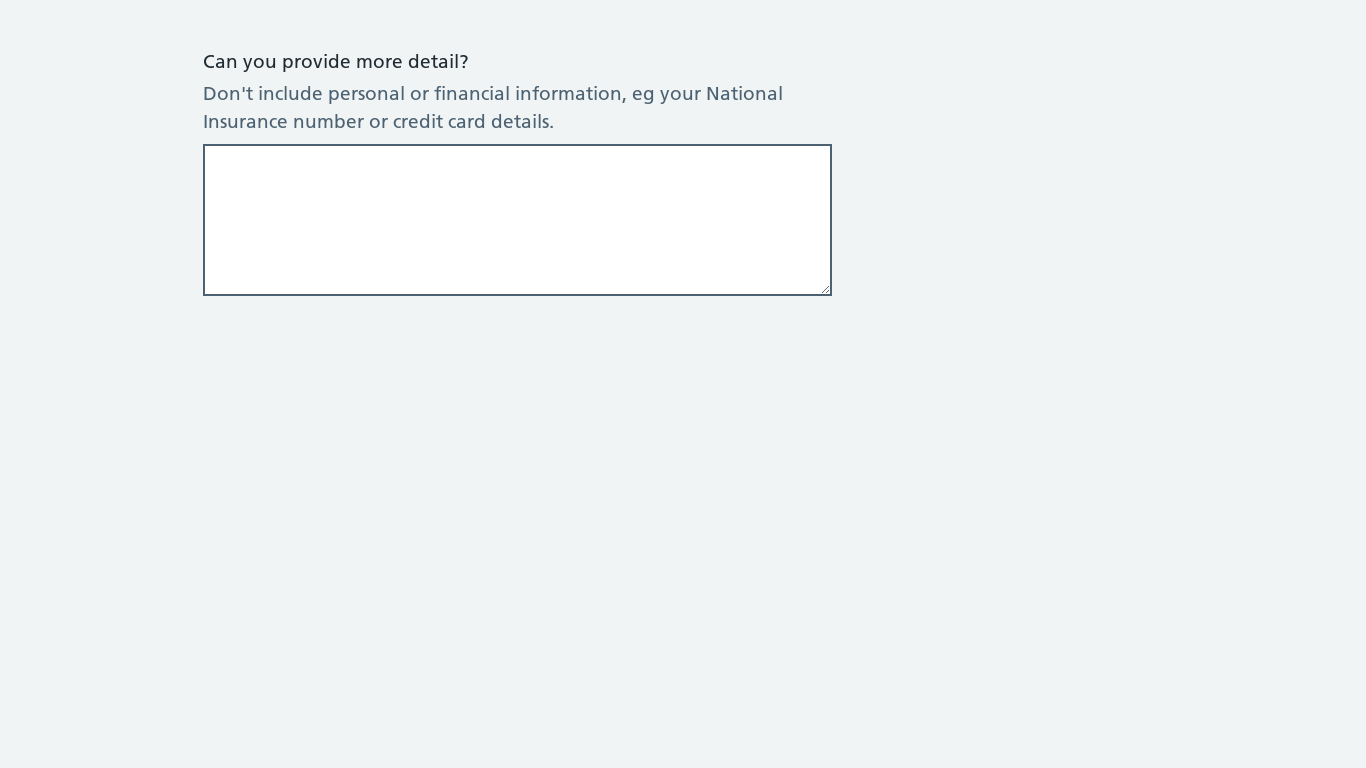 Can you provide more detail?
Don't include personal or financial information, eg your National
Insurance number or credit card details.